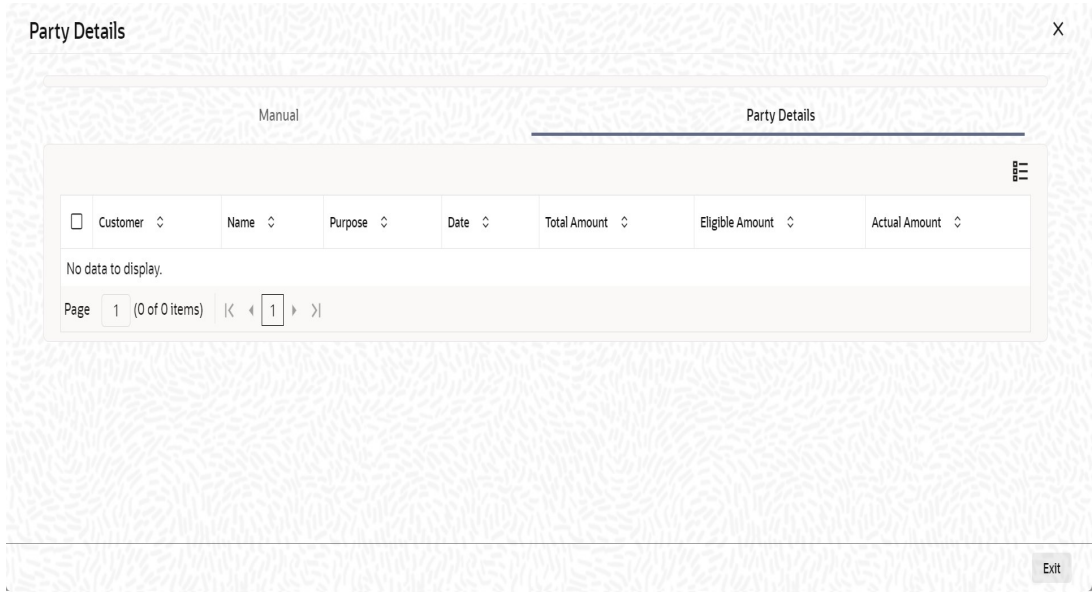 Party Details X
Manual Party Details
Customer Name Purpose Date Total Amount Eligible Amount Actual Amount
No data to display.
Page 1 (0 of 0 items) 1
Exit